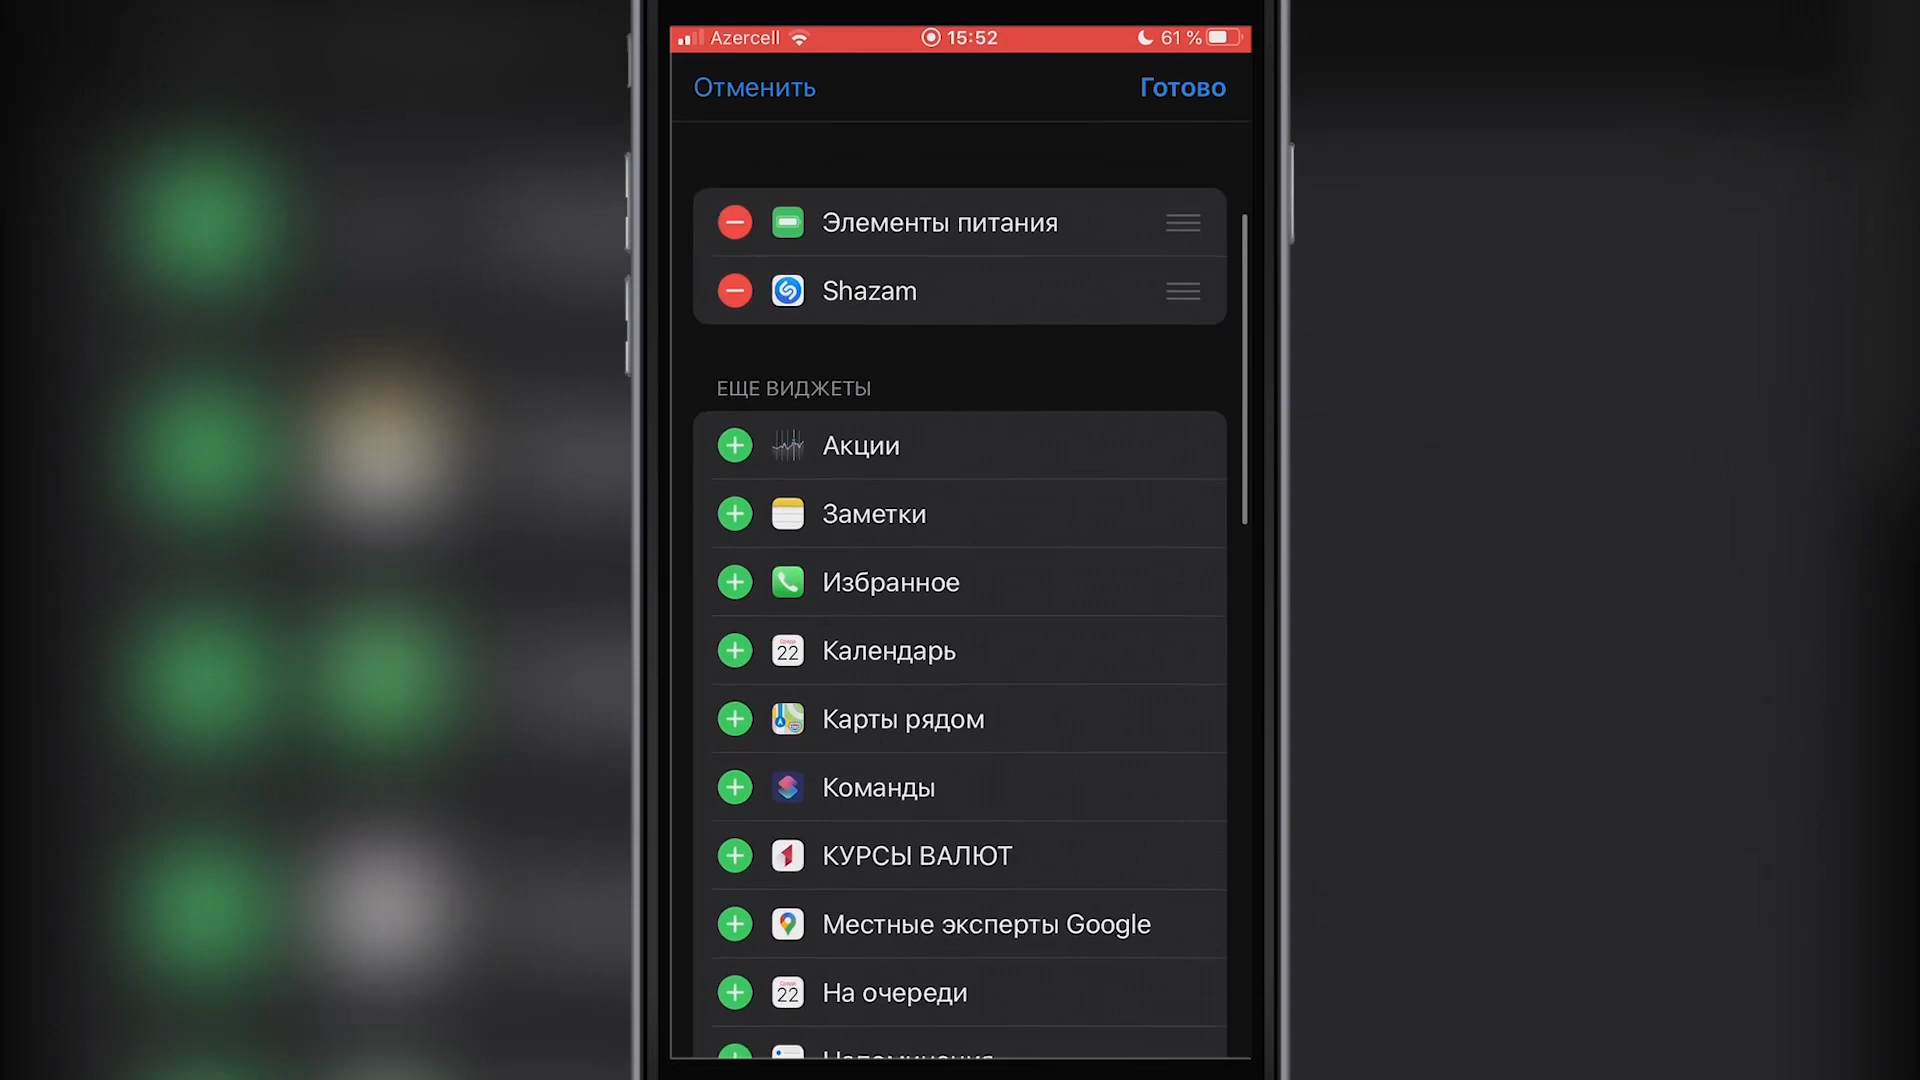 Azercell 15:52 61 %
Отменить Готово
Элементы питания
Shazam
ЕЩЕ ВИДЖЕТЫ
Акции
Заметки
Избранное
22 Календарь
Карты рядом
Команды
КУРСЫ ВАЛЮТ
Местные эксперты Google
22 На очереди